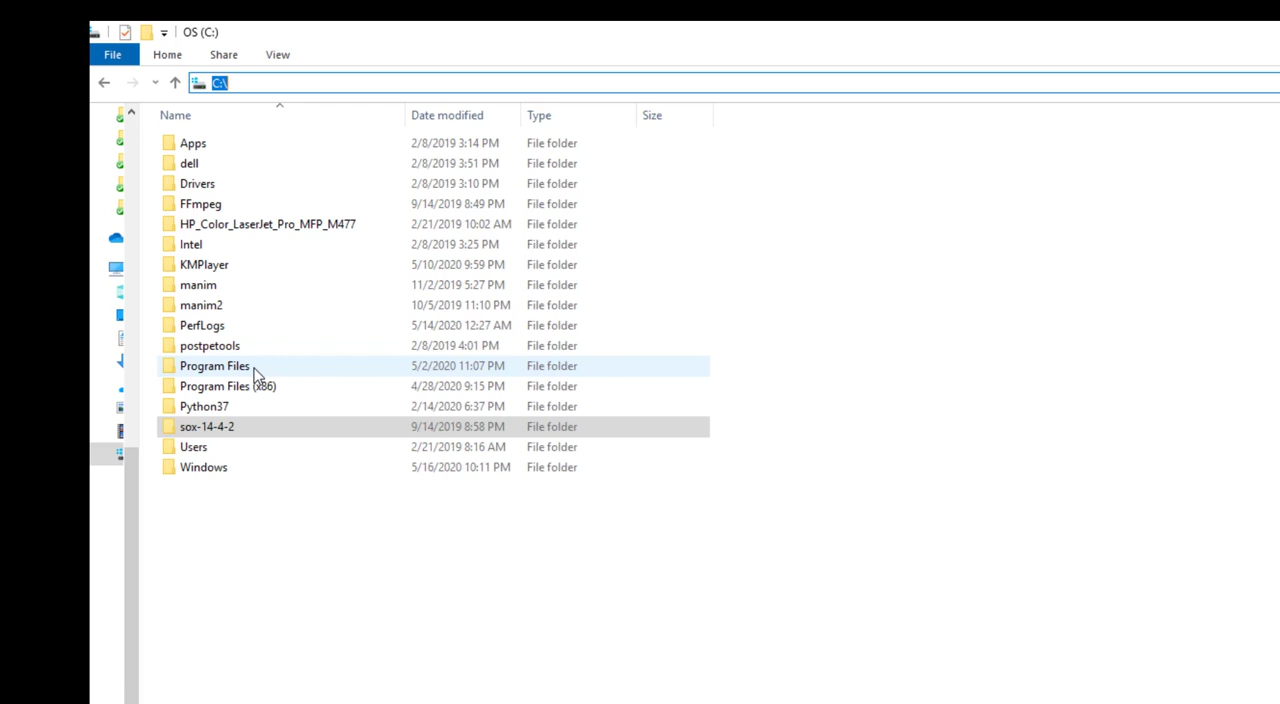 OS (C:)
File Home Share View
C:\
Name Date modified Type Size
Apps 2/8/2019 3:14 PM File folder
dell 2/8/2019 3:51 PM File folder
Drivers 2/8/2019 3:10 PM File folder
FFmpeg 9/14/2019 8:49 PM File folder
HP_Color_LaserJet_Pro_MFP_M477 2/21/2019 10:02 AM File folder
Intel 2/8/2019 3:25 PM File folder
KMPlayer 5/10/2020 9:59 PM File folder
manim 11/2/2019 5:27 PM File folder
manim2 10/5/2019 11:10 PM File folder
PerfLogs 5/14/2020 12:27 AM File folder
postpetools 2/8/2019 4:01 PM File folder
Program Files 5/2/2020 11:07 PM File folder
Program Files (x86) 4/28/2020 9:15 PM File folder
Python37 2/14/2020 6:37 PM File folder
sox-14-4-2 9/14/2019 8:58 PM File folder
Users 2/21/2019 8:16 AM File folder
Windows 5/16/2020 10:11 PM File folder